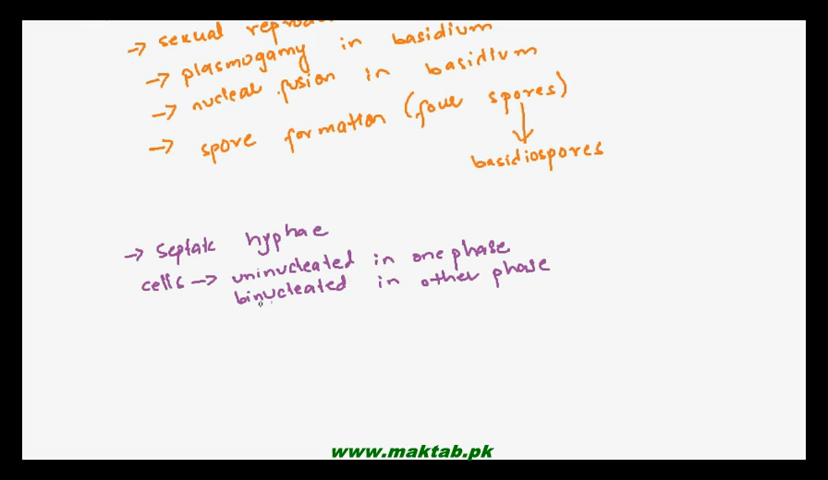 → sexual reprodu
→ plasmogamy in basidium
→ nuclear fusion in basidium
→ spore formation (four spores)
basidiospores
→ Septate hyphae
cells → uninucleated in one phase
binucleated in other phase
www.maktab.pk